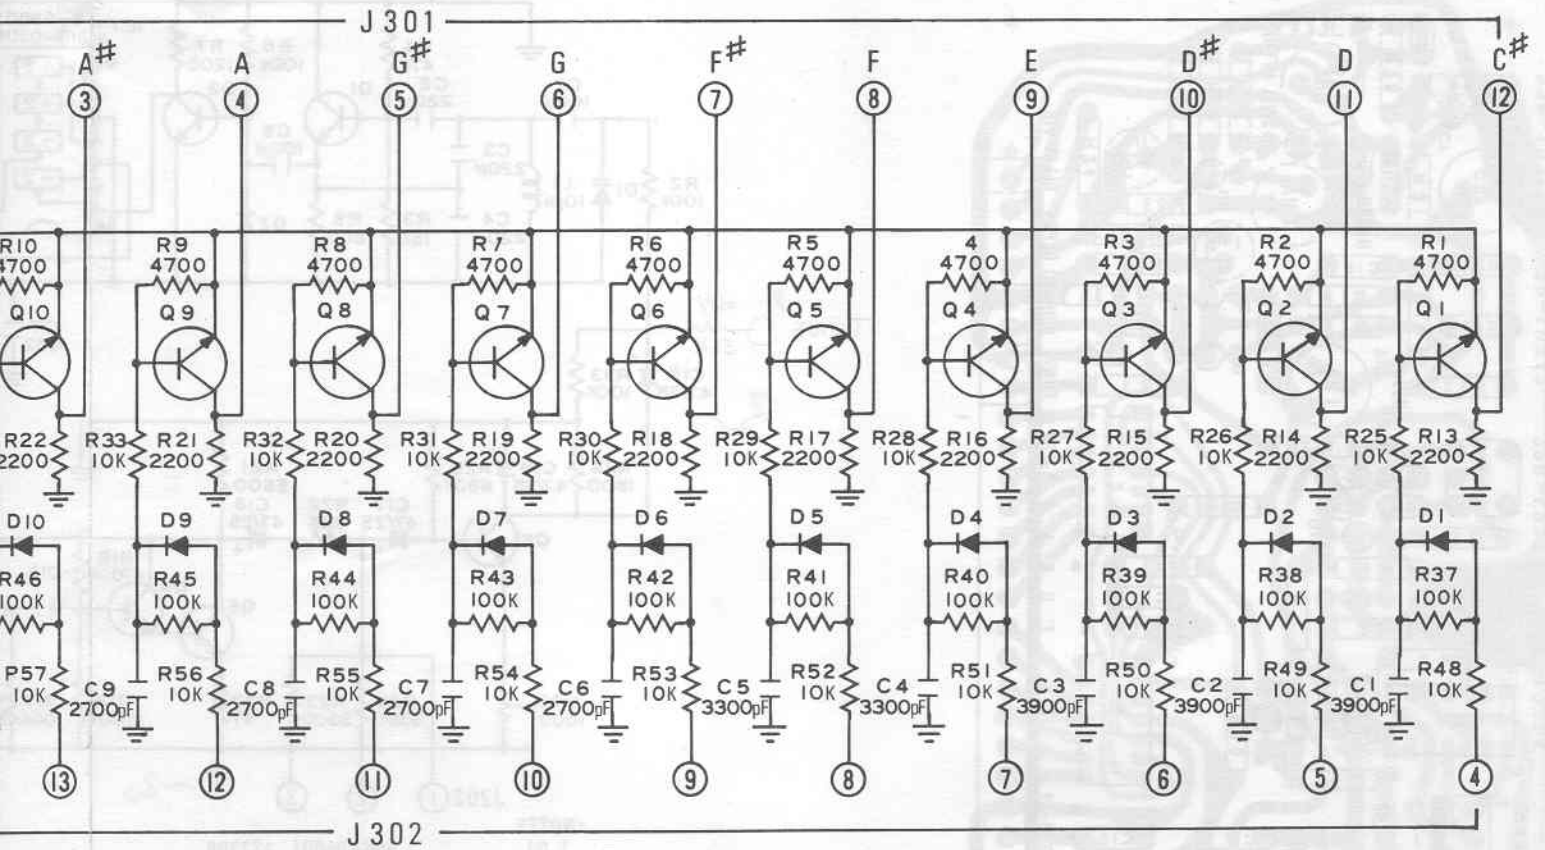 J301
A# A G# G F# F E D# D C#
3 4 5 6 7 8 9 10 11 12
R10 R9 R8 R7 R6 R5 4 R3 R2 R1
4700 4700 4700 4700 4700 4700 4700 4700 4700 4700
Q10 Q9 Q8 Q7 Q6 Q5 Q4 Q3 Q2 Q1
R22 R33 R21 R32 R20 R31 R19 R30 R18 R29 R17 R28 R16 R27 R15 R26 R14 R25 R13
2200 10K 2200 10K 2200 10K 2200 10K 2200 10K 2200 10K 2200 10K 2200 10K 2200 10K 2200
D10 D9 D8 D7 D6 D5 D4 D3 D2 D1
R46 R45 R44 R43 R42 R41 R40 R39 R38 R37
100K 100K 100K 100K 100K 100K 100K 100K 100K 100K
P57 R56 R55 R54 R53 R52 R51 R50 R49 R48
10K C9 10K C8 10K C7 10K C6 10K C5 10K C4 10K C3 10K C2 10K C1 10K
2700pF 2700pF 2700pF 2700pF 3300pF 3300pF 3900pF 3900pF 3900pF
13 12 11 10 9 8 7 6 5 4
J302